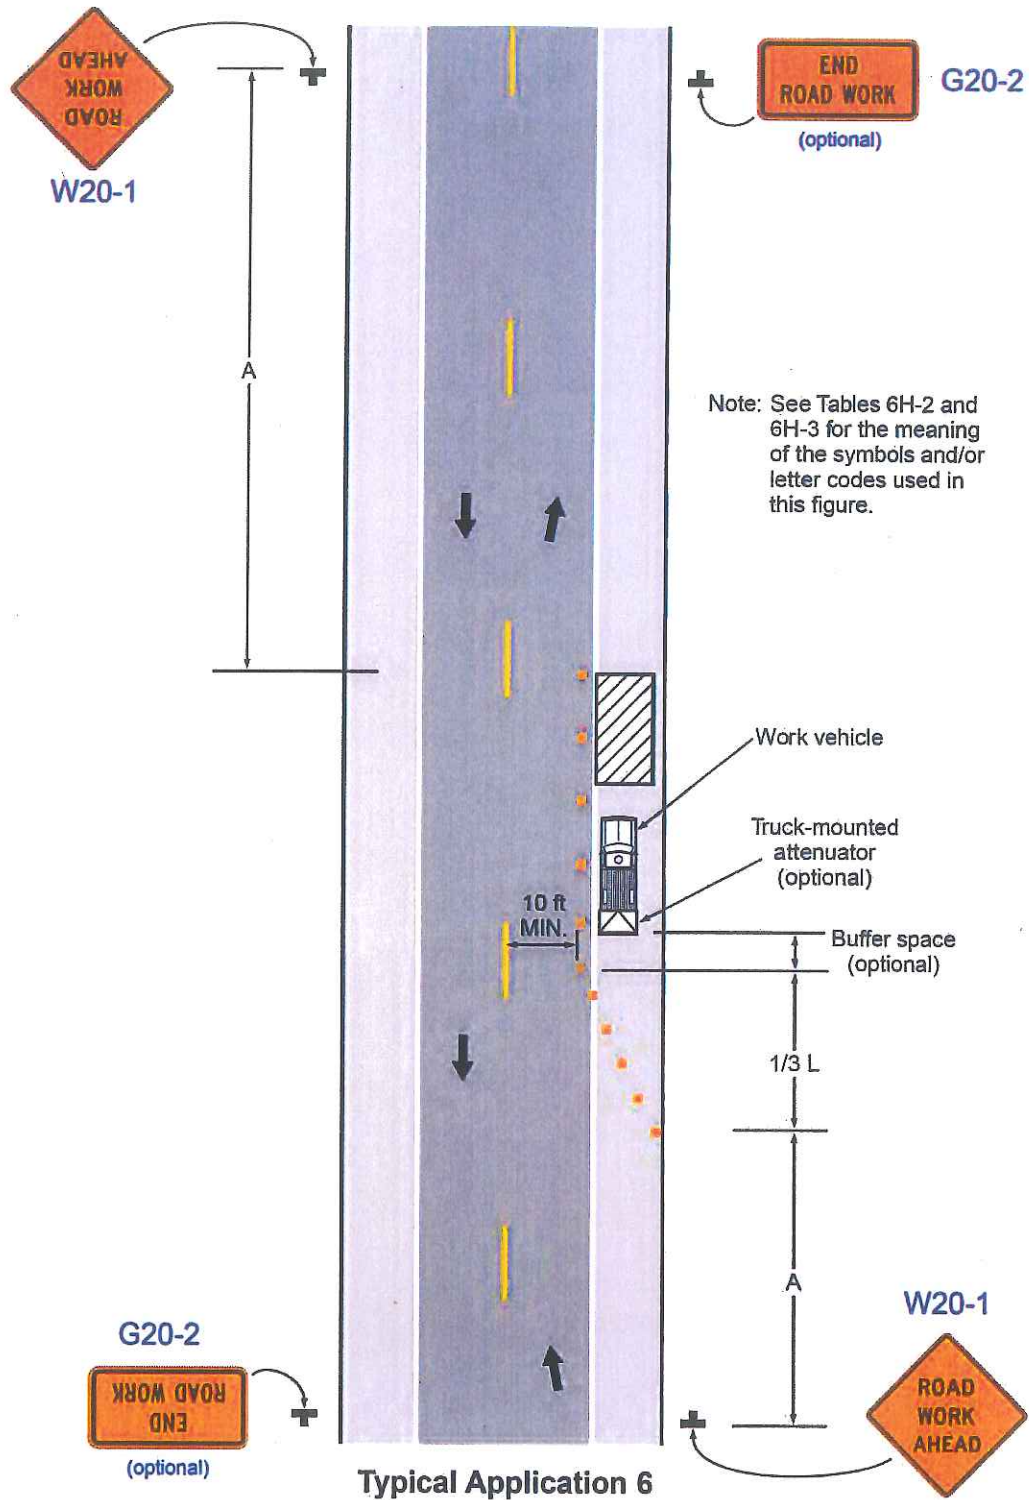 ROAD
WORK
AHEAD
W20-1
END
ROAD WORK
(optional)
G20-2
A
Note: See Tables 6H-2 and
6H-3 for the meaning
of the symbols and/or
letter codes used in
this figure.
Work vehicle
Truck-mounted
attenuator
(optional)
10 ft
MIN.
Buffer space
(optional)
1/3 L
A
G20-2
END
ROAD WORK
(optional)
W20-1
ROAD
WORK
AHEAD
Typical Application 6